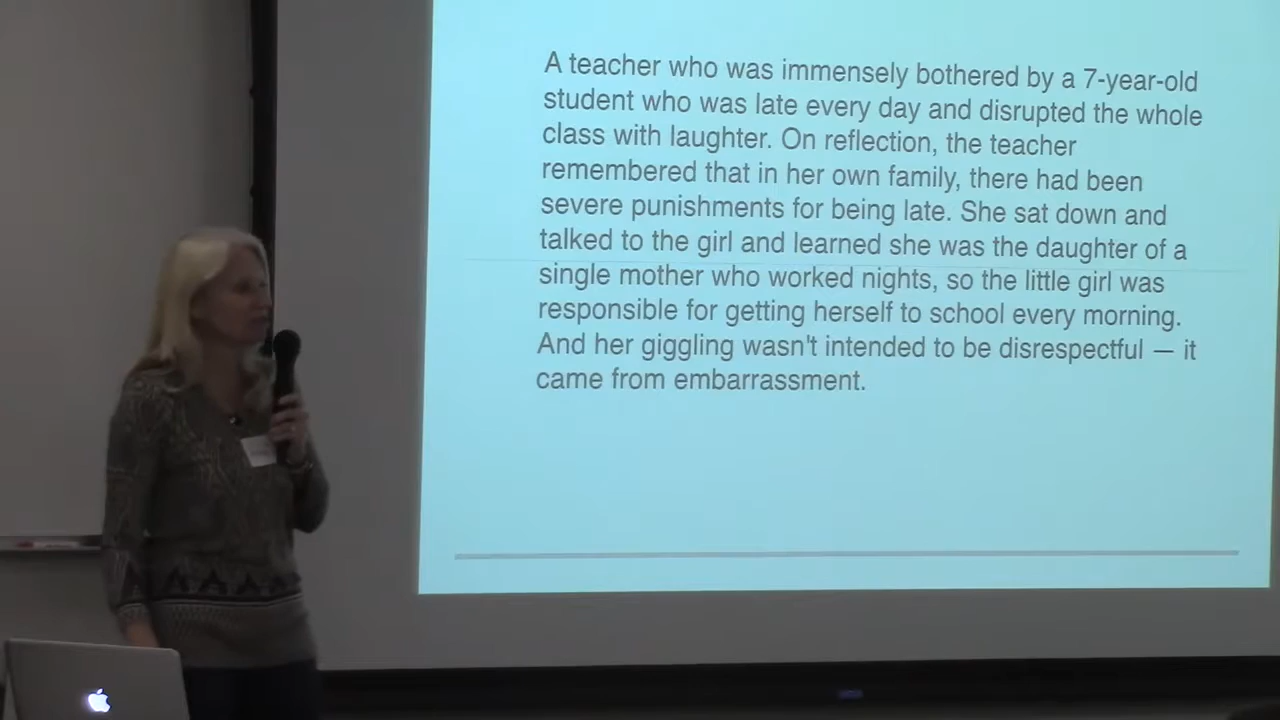 A teacher who was immensely bothered by a 7-year-old
student who was late every day and disrupted the whole
class with laughter. On reflection, the teacher
remembered that in her own family, there had been
severe punishments for being late. She sat down and
talked to the girl and learned she was the daughter of a
single mother who worked nights, so the little girl was
responsible for getting herself to school every morning.
And her giggling wasn't intended to be disrespectful — it
came from embarrassment.